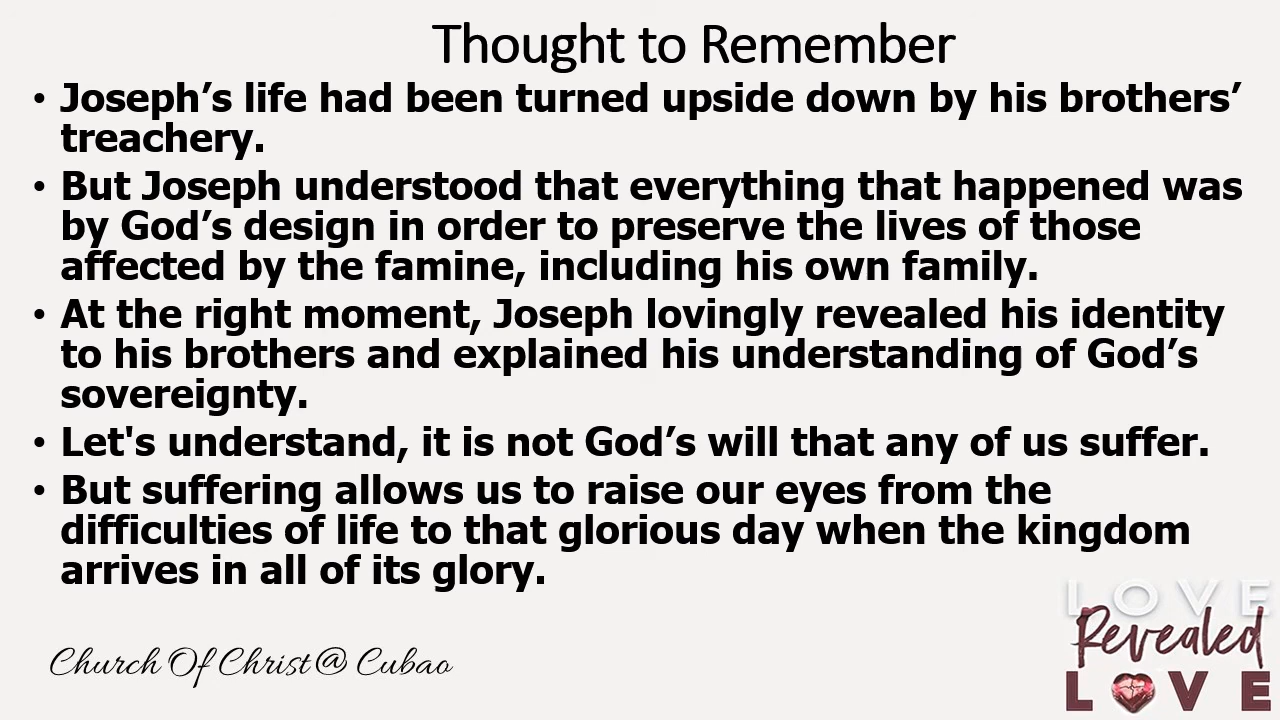 Thought to Remember
• Joseph’s life had been turned upside down by his brothers’
treachery.
• But Joseph understood that everything that happened was
by God’s design in order to preserve the lives of those
affected by the famine, including his own family.
• At the right moment, Joseph lovingly revealed his identity
to his brothers and explained his understanding of God’s
sovereignty.
• Let's understand, it is not God’s will that any of us suffer.
• But suffering allows us to raise our eyes from the
difficulties of life to that glorious day when the kingdom
arrives in all of its glory.
Church Of Christ@ Cubao
LOVE
Revealed
LOVE